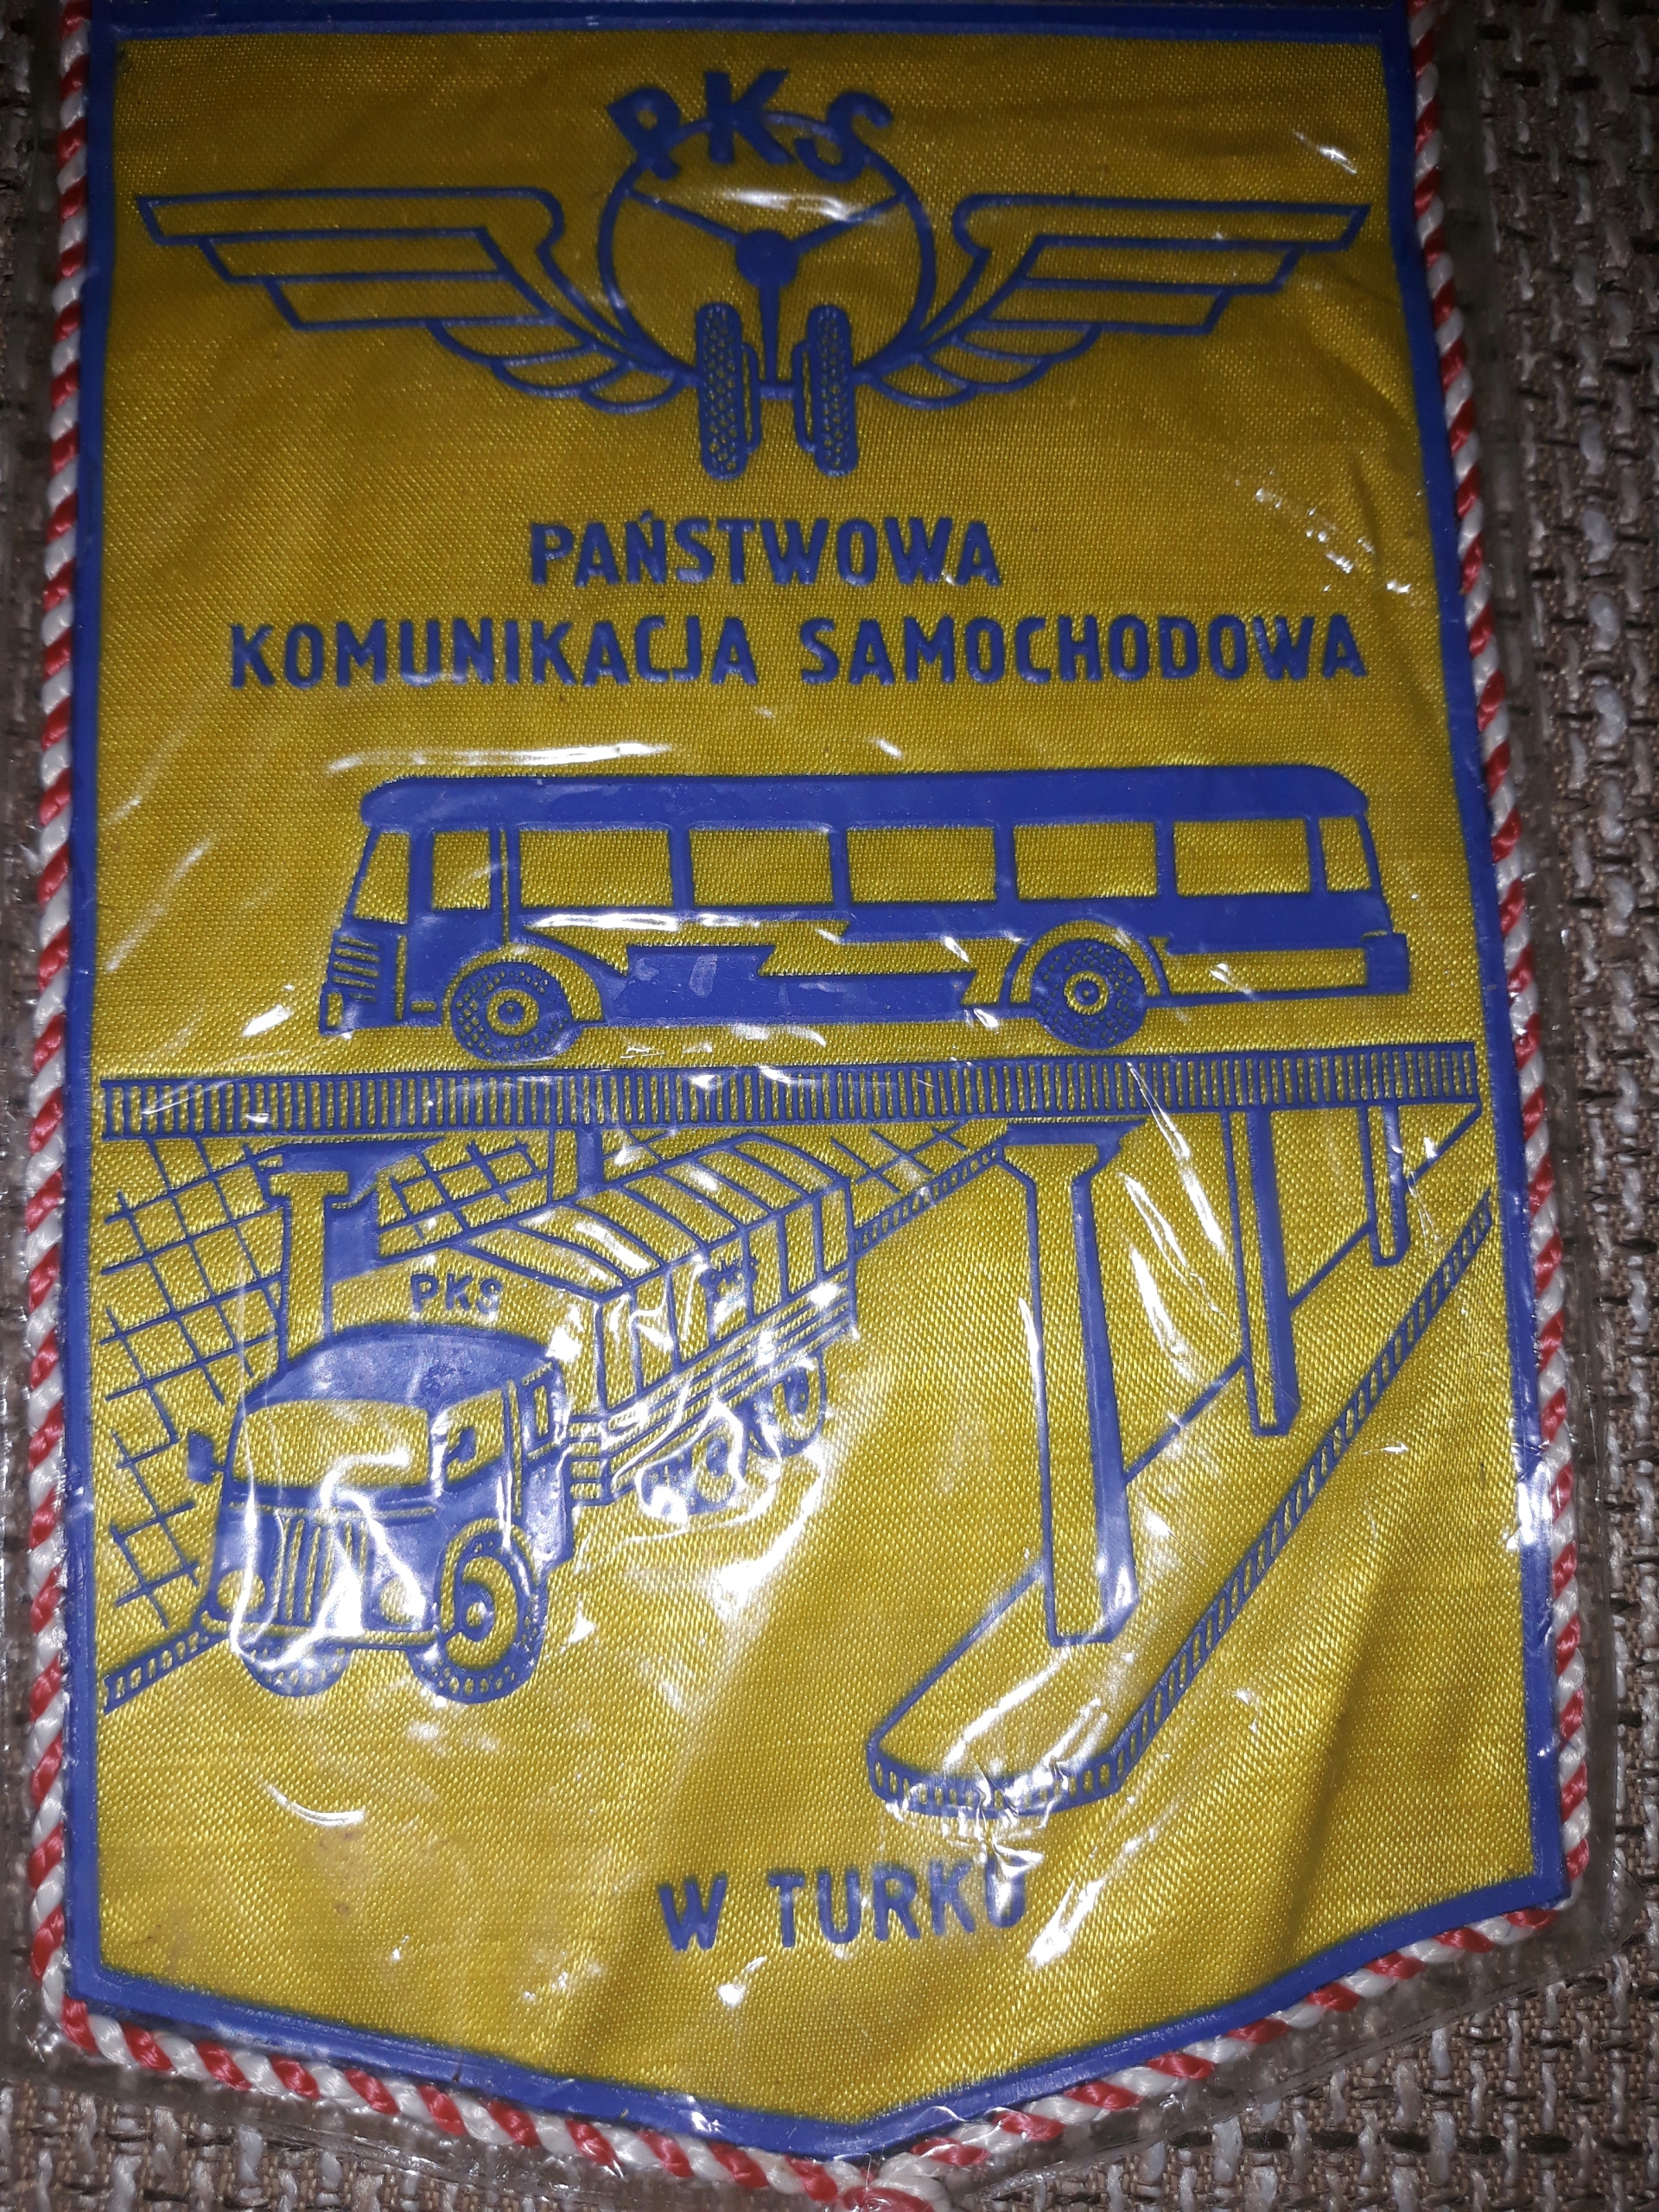 PKS
PAŃSTWOWA
KOMUNIKACJA SAMOCHODOWA
PKS
W TURKU